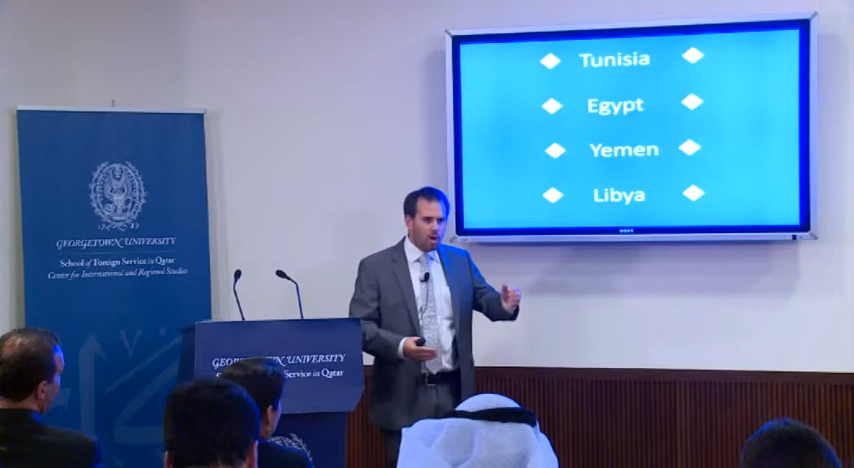 GEORGETOWN UNIVERSITY
School of Foreign Service in Qatar
Center for International and Regional Studies
GEORGETOWN UNIVERSITY
Service in Qatar
Tunisia
Egypt
Yemen
Libya
SONY